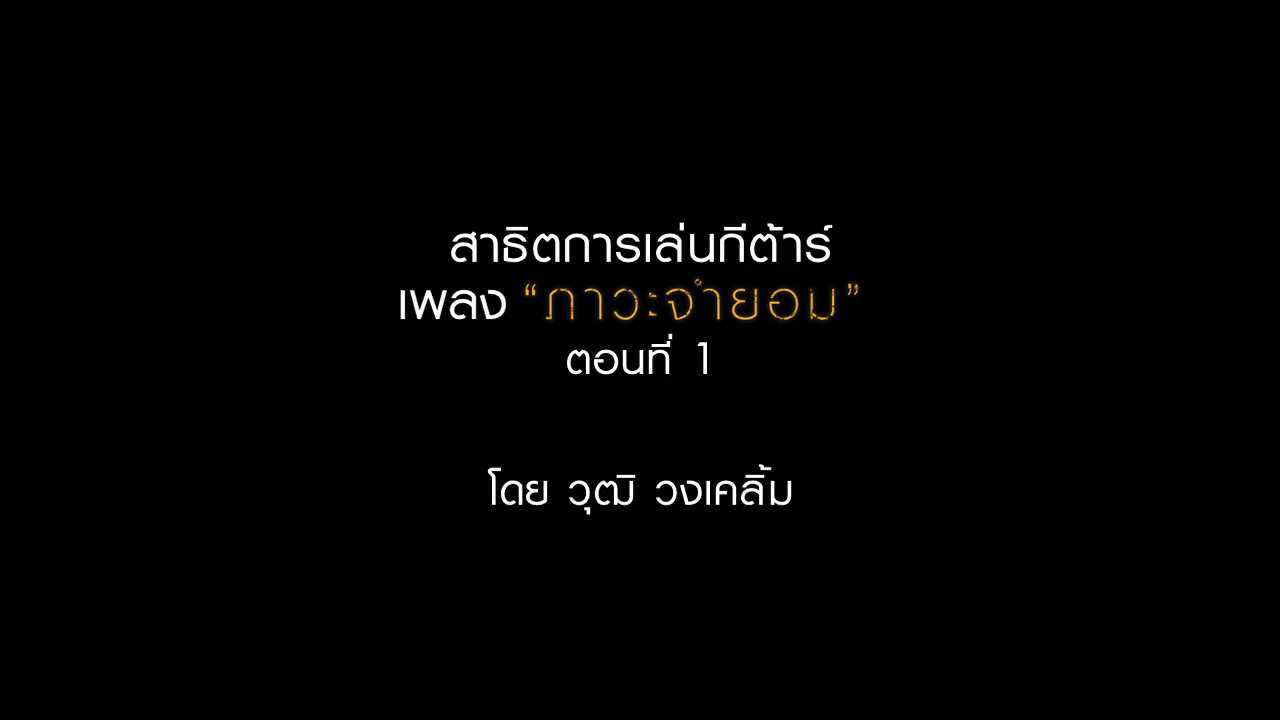 สาธิตการเล่นกีต้าร์
เพลง “ภาวะจำยอม”
ตอนที่ 1
โดย วุฒิ วงเคลิ้ม